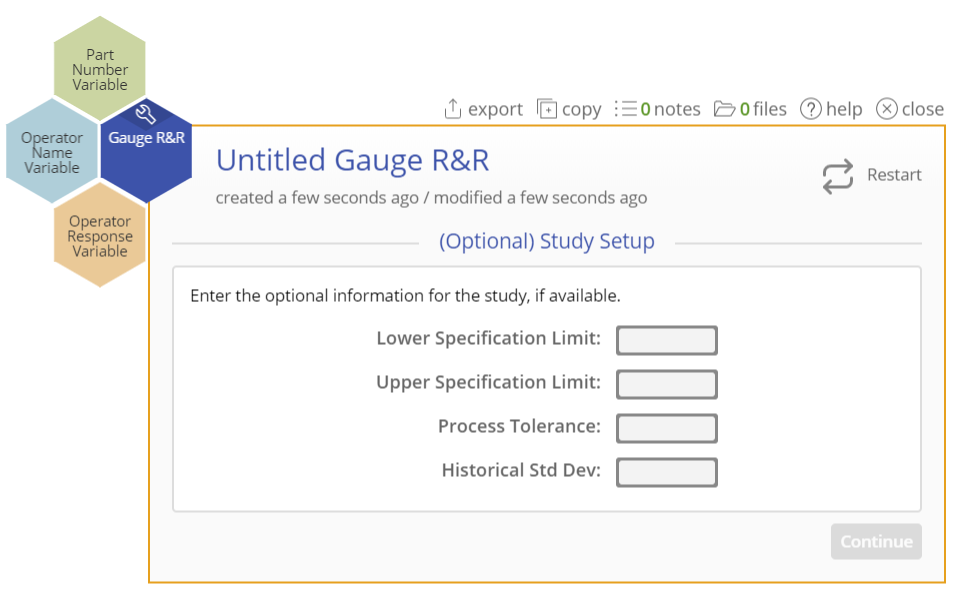 Part
Number
Variable
Operator
Name
Variable
Gauge R&R
Operator
Response
Variable
export copy 0 notes 0 files ? help close
Untitled Gauge R&R
created a few seconds ago / modified a few seconds ago
Restart
(Optional) Study Setup
Enter the optional information for the study, if available.
Lower Specification Limit:
Upper Specification Limit:
Process Tolerance:
Historical Std Dev:
Continue